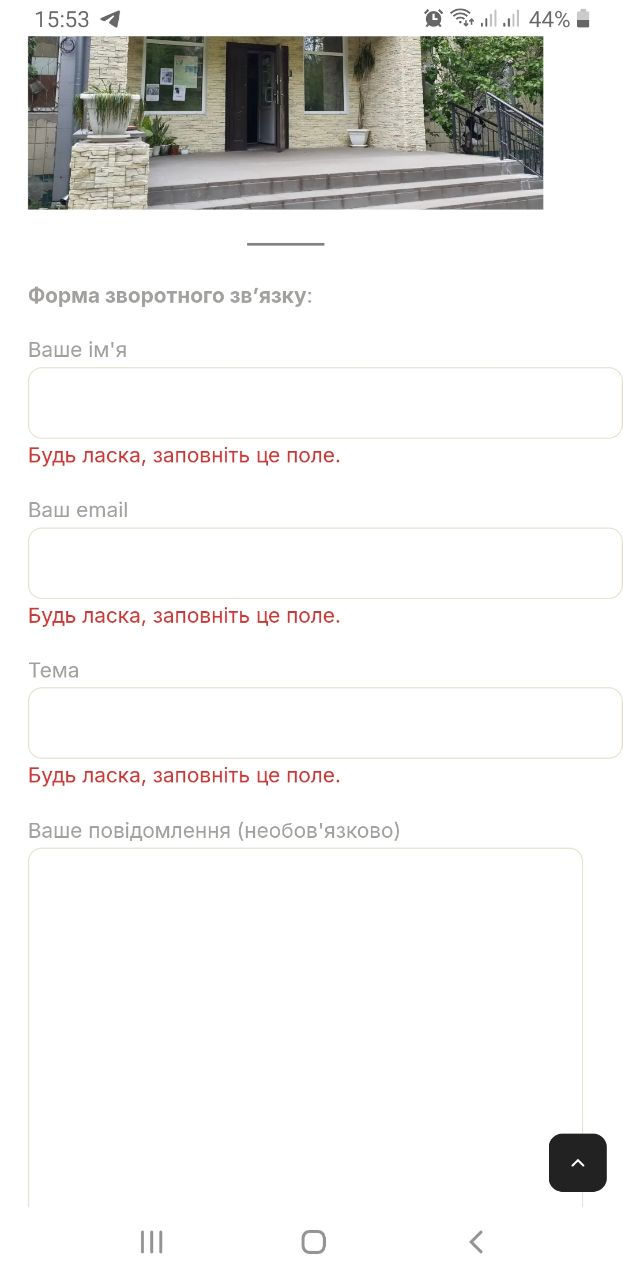 15:53 44%
Форма зворотного зв’язку:
Ваше ім'я
Будь ласка, заповніть це поле.
Ваш email
Будь ласка, заповніть це поле.
Тема
Будь ласка, заповніть це поле.
Ваше повідомлення (необов'язково)